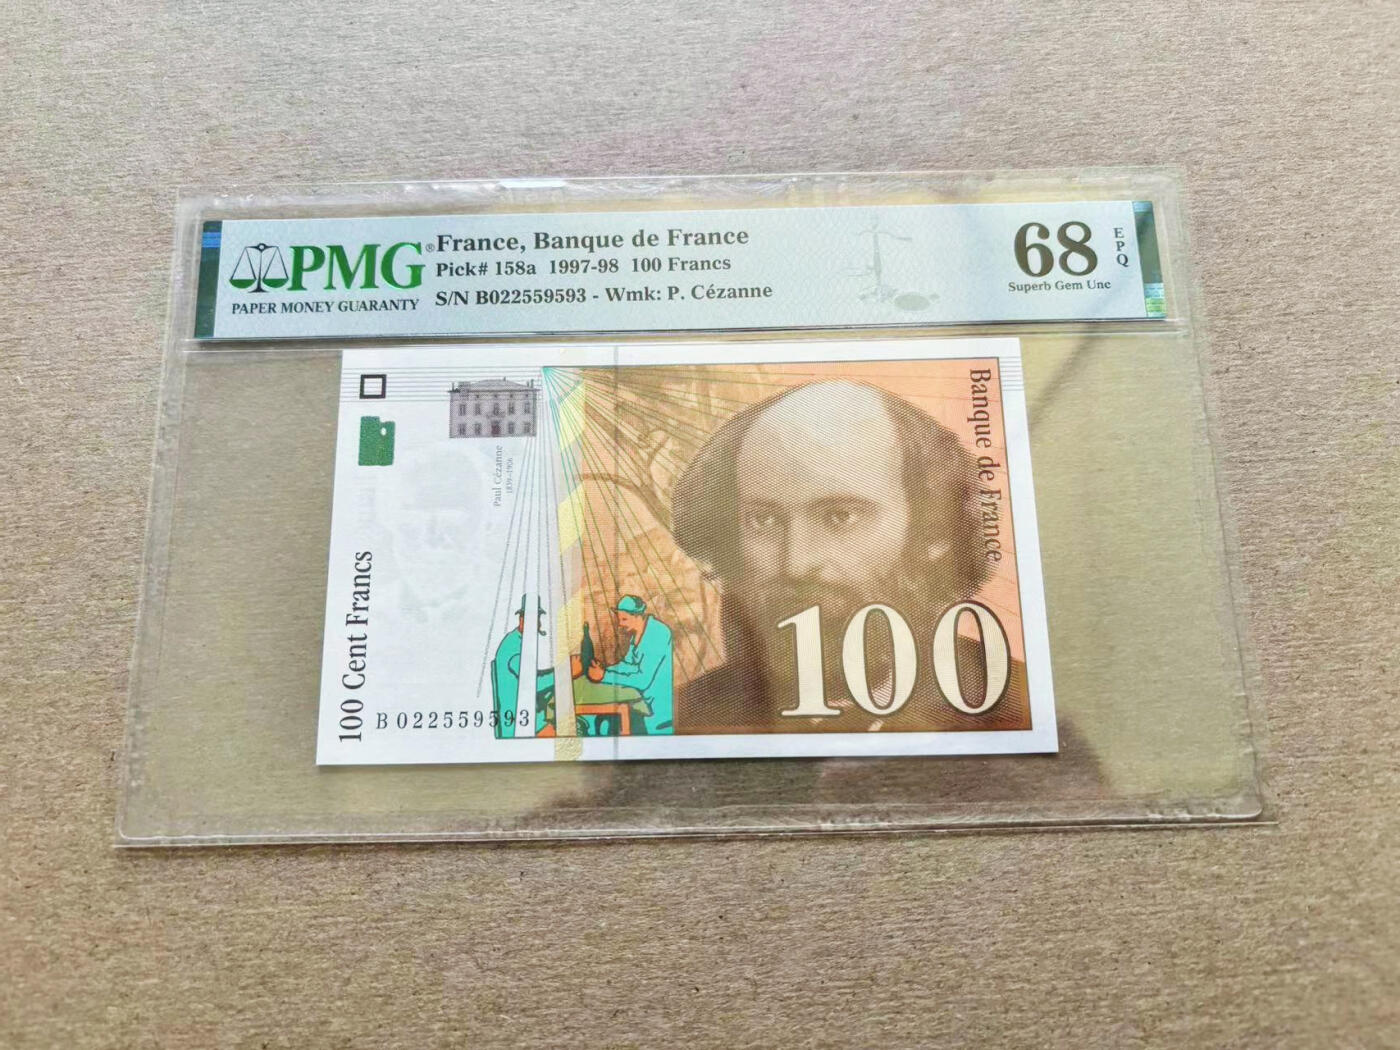 PMG®
PAPER MONEY GUARANTY
France, Banque de France
Pick# 158a 1997-98 100 Francs
S/N B022559593 - Wmk: P. Cézanne
68
EPQ
Superb Gem Unc
Paul Cézanne
1839-1906
Banque de France
100 Cent Francs
B 022559593
100